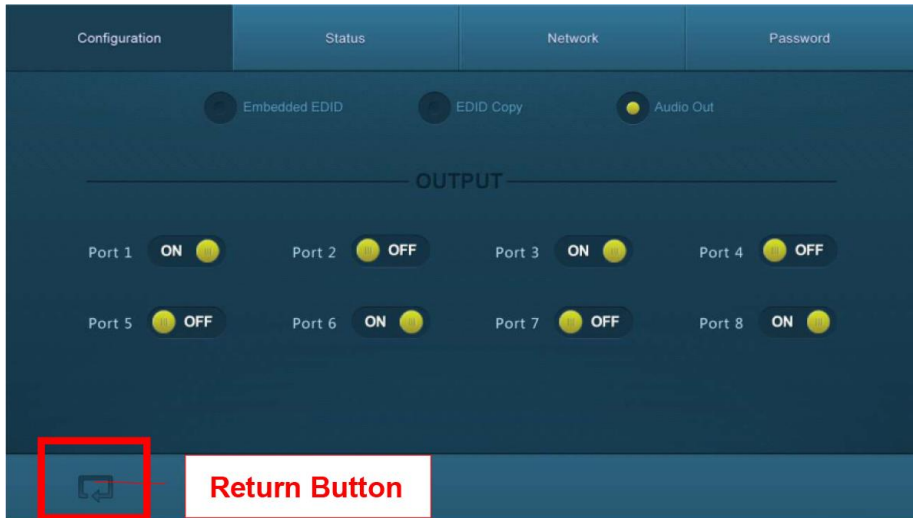 Configuration Status Network Password
Embedded EDID EDID Copy Audio Out
OUTPUT
Port 1 ON Port 2 OFF Port 3 ON Port 4 OFF
Port 5 OFF Port 6 ON Port 7 OFF Port 8 ON
Return Button